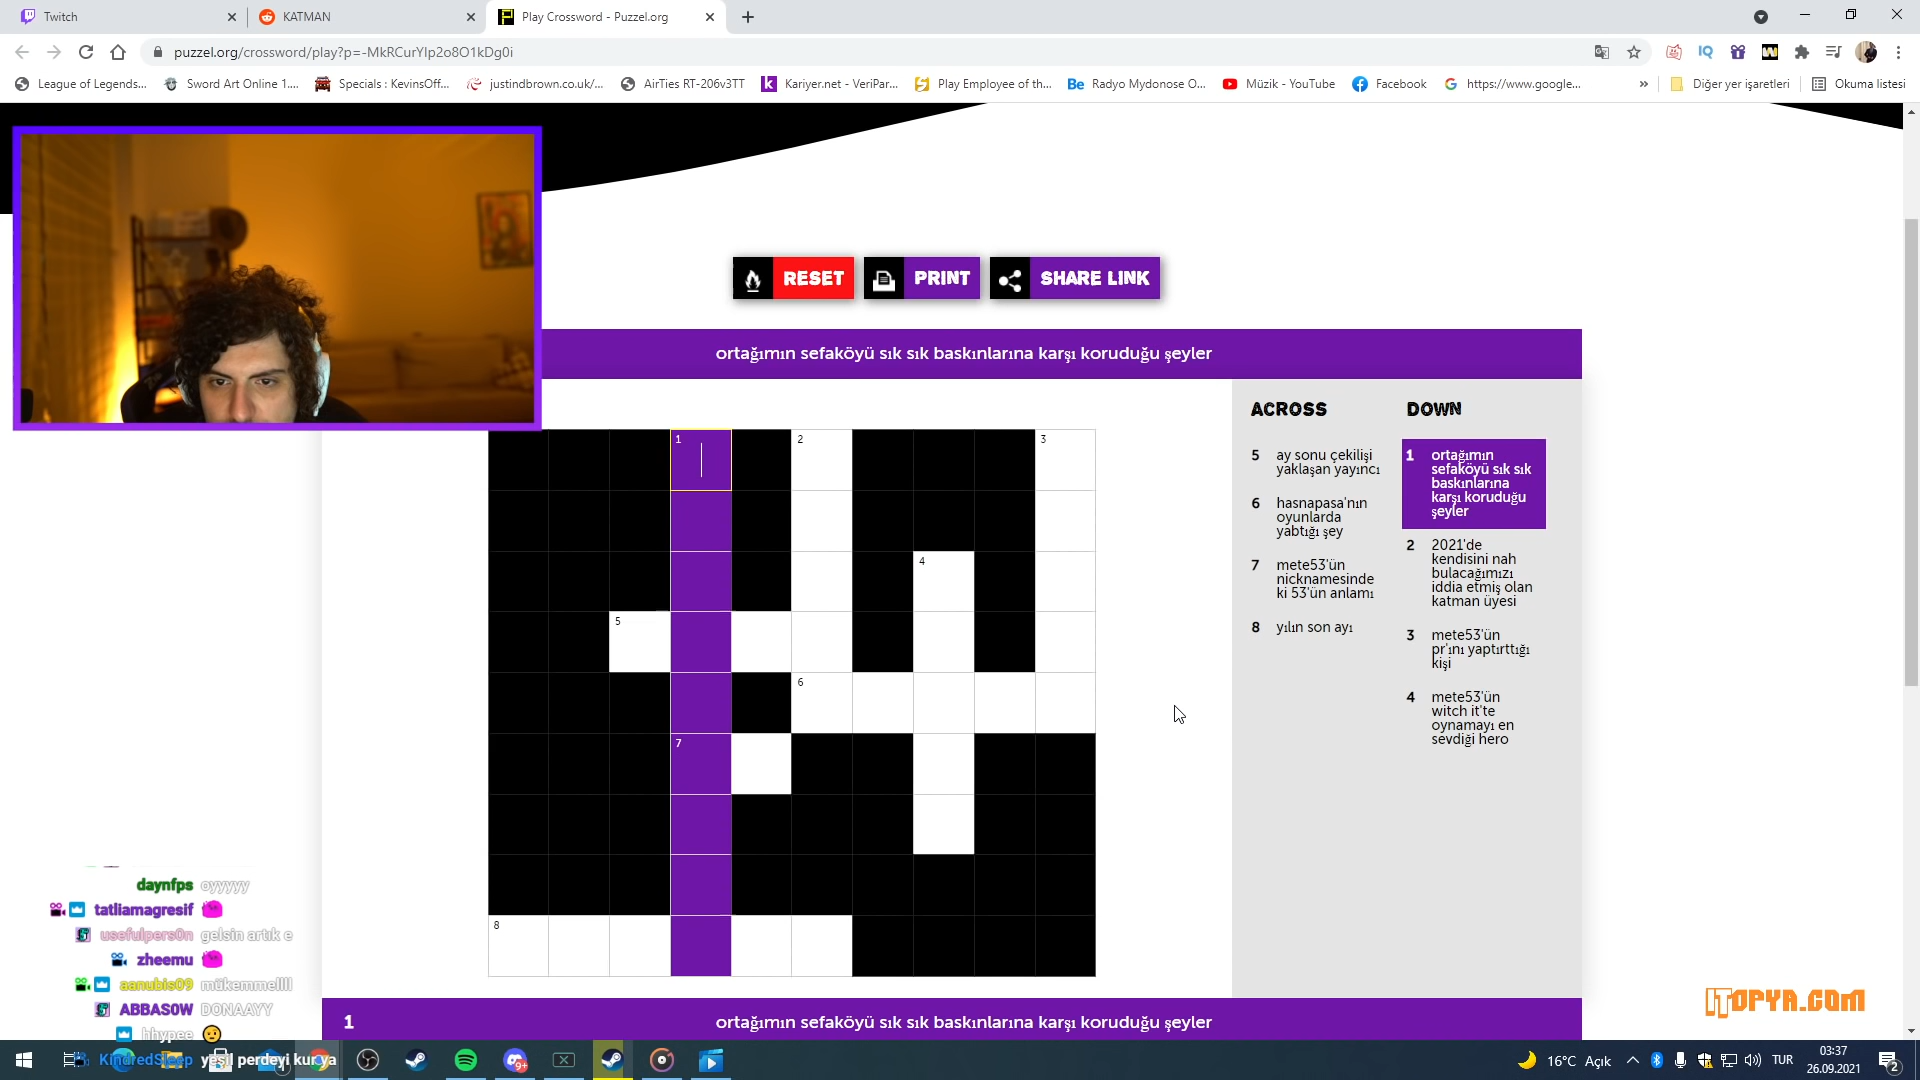 Twitch
KATMAN
Play Crossword - Puzzel.org
puzzel.org/crossword/play?p=-MkRCurYlp2o8O1kDg0i
League of Legends...
Sword Art Online 1....
Specials : KevinsOff...
justindbrown.co.uk/...
AirTies RT-206v3TT
Kariyer.net - VeriPar...
Play Employee of th...
Be Radyo Mydonose O...
Müzik - YouTube
Facebook
https://www.google...
Diğer yer işaretleri
Okuma listesi
RESET
PRINT
SHARE LINK
ortağımın sefaköyü sık sık baskınlarına karşı koruduğu şeyler
1
2
3
4
5
6
7
8
ACROSS
5 ay sonu çekilişi
yaklaşan yayıncı
6 hasnapasa'nın
oyunlarda
yabtığı şey
7 mete53'ün
nicknamesinde
ki 53'ün anlamı
8 yılın son ayı
DOWN
1 ortağımın
sefaköyü sık sık
baskınlarına
karşı koruduğu
şeyler
2 2021'de
kendisini nah
bulacağımızı
iddia etmiş olan
katman üyesi
3 mete53'ün
pr'ını yaptırttığı
kişi
4 mete53'ün
witch it'te
oynamayı en
sevdiği hero
daynfps oyyyyy
tatliamagresif
usefulpers0n gelsin artık e
zheemu
aanubis09 mükemmellll
ABBAS0W DONAAYY
hhypee
KindredSleep yeşil perdeyi kur ya
1 ortağımın sefaköyü sık sık baskınlarına karşı koruduğu şeyler
ITOPYA.COM
16°C Açık
TUR
03:37
26.09.2021
2